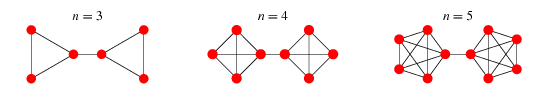 n = 3
n = 4
n = 5